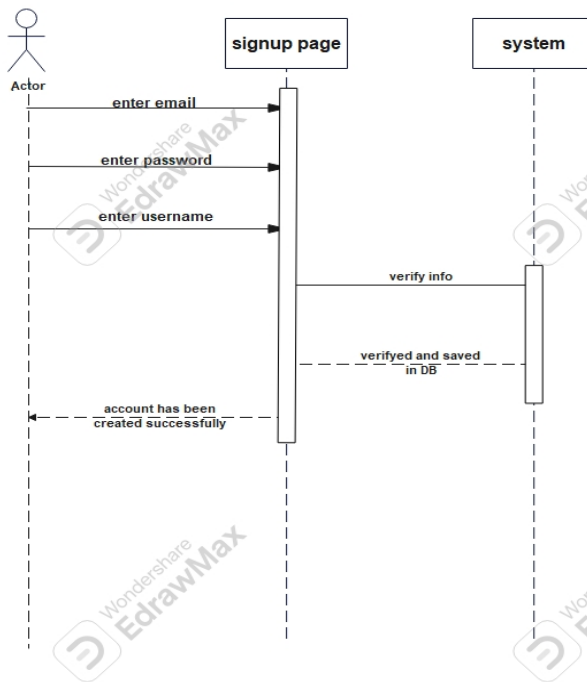 signup page
system
Actor
enter email
enter password
enter username
verify info
verifyed and saved
in DB
account has been
created successfully
Wondershare
EdrawMax
Wondershare
EdrawMax